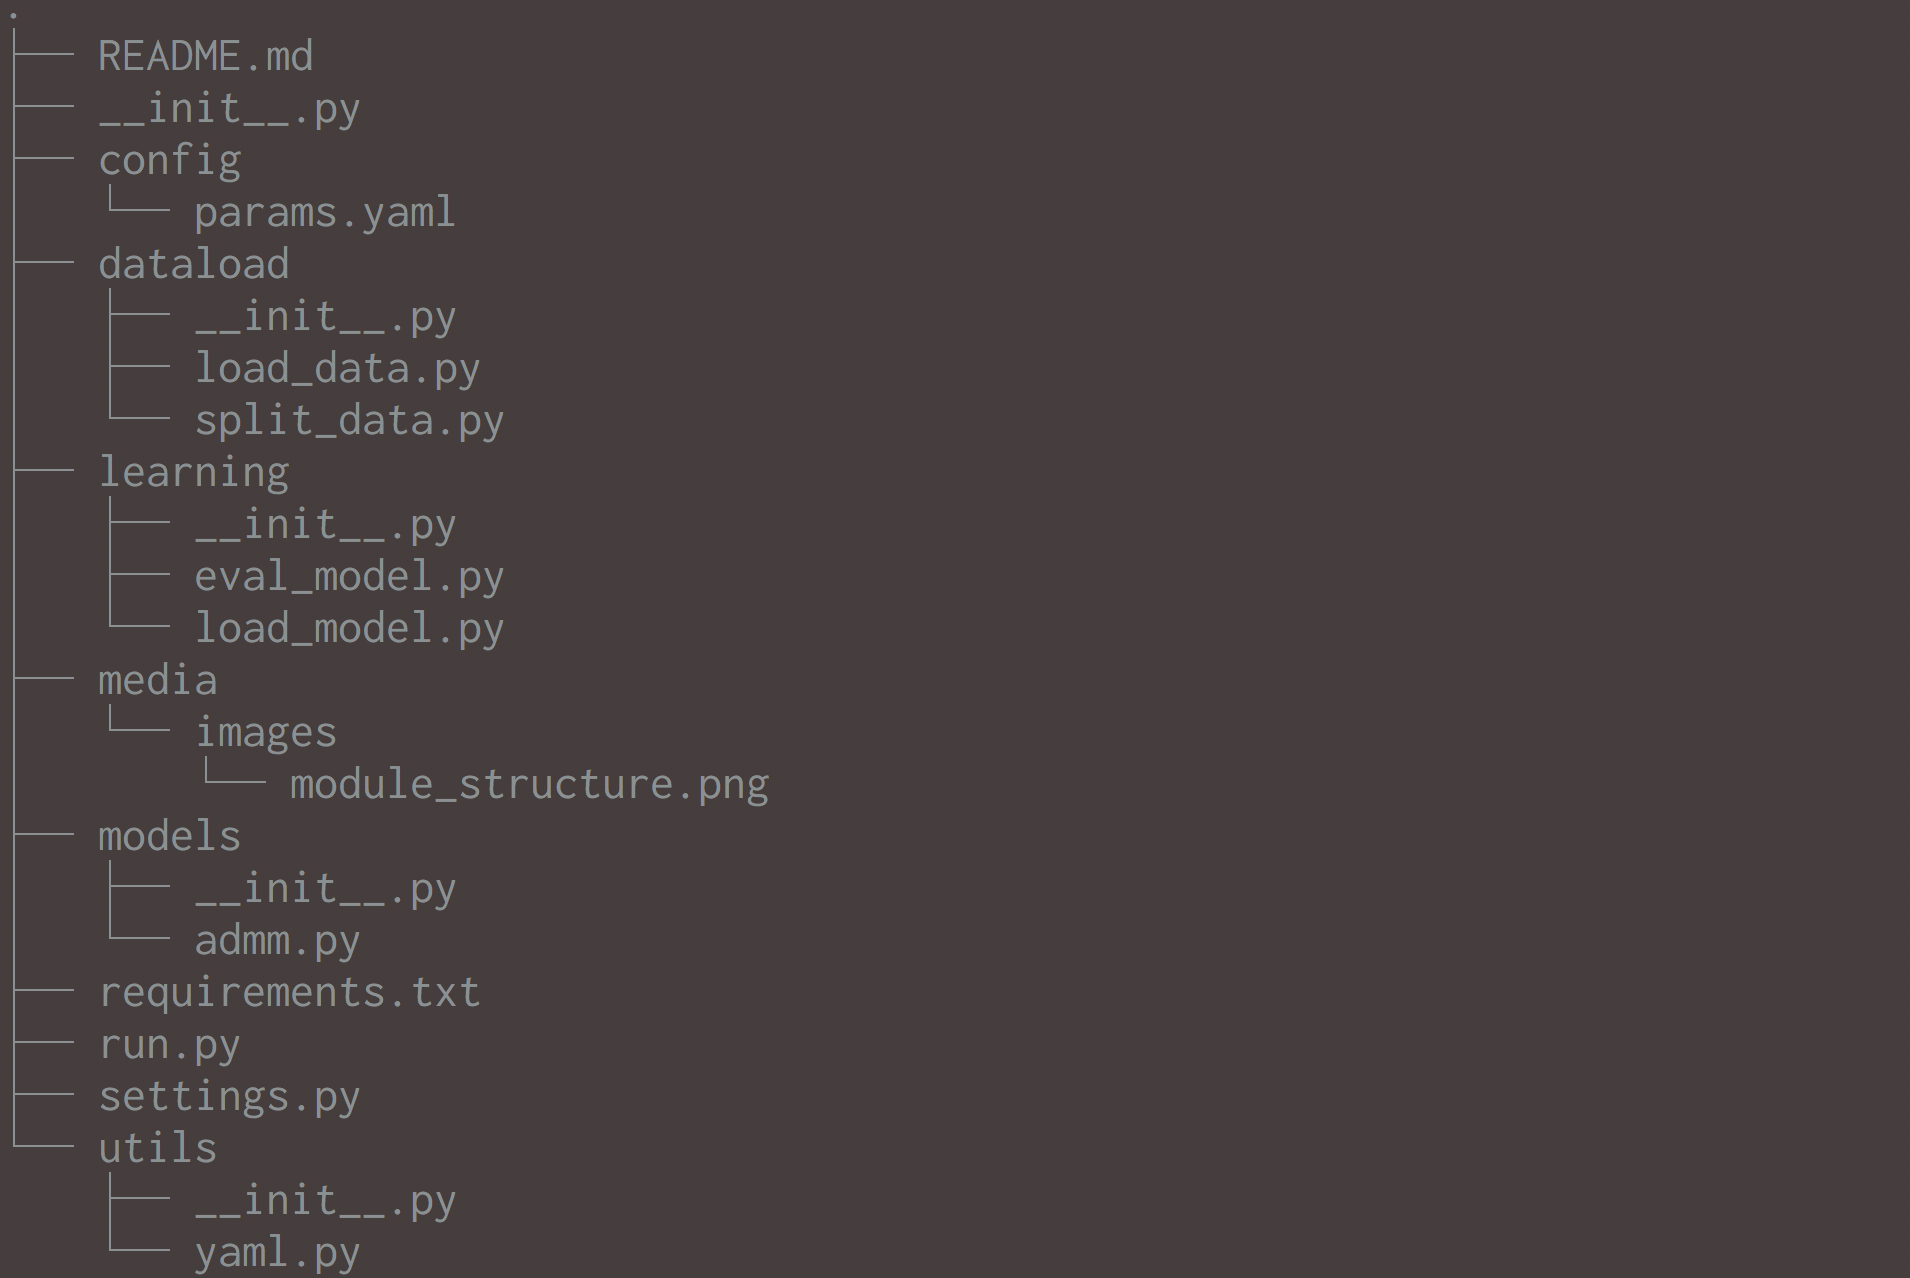 .
├── README.md
├── __init__.py
├── config
│   └── params.yaml
├── dataload
│   ├── __init__.py
│   ├── load_data.py
│   └── split_data.py
├── learning
│   ├── __init__.py
│   ├── eval_model.py
│   └── load_model.py
├── media
│   └── images
│       └── module_structure.png
├── models
│   ├── __init__.py
│   └── admm.py
├── requirements.txt
├── run.py
├── settings.py
└── utils
    ├── __init__.py
    └── yaml.py